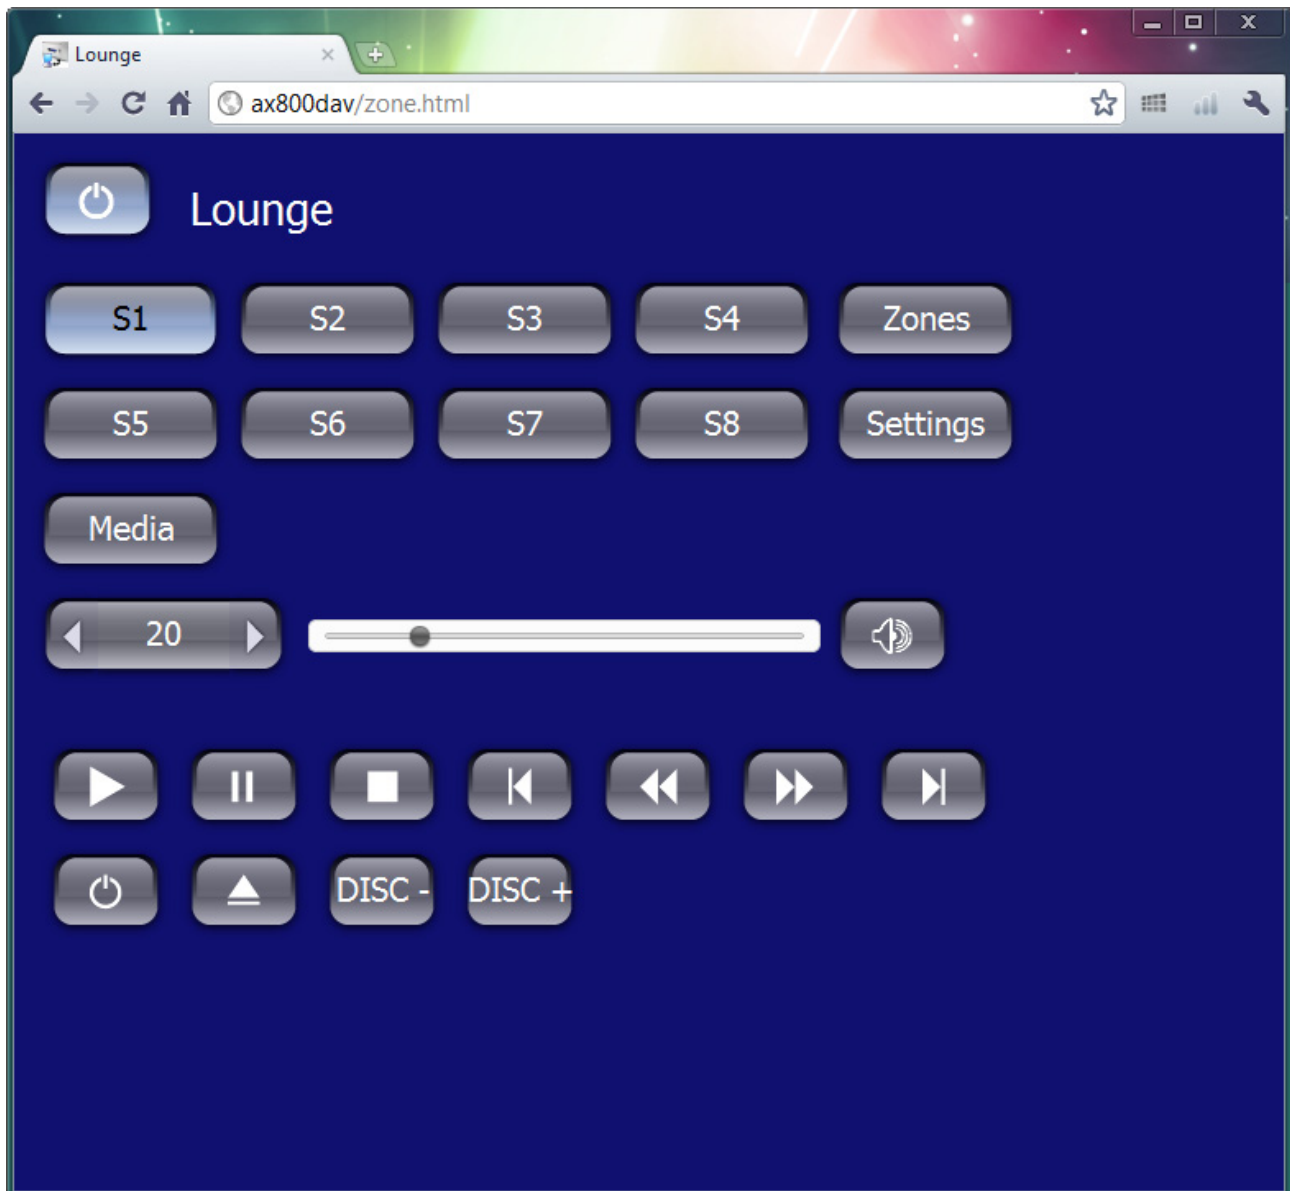 Lounge
ax800dav/zone.html
Lounge
S1 S2 S3 S4 Zones
S5 S6 S7 S8 Settings
Media
20
DISC - DISC +